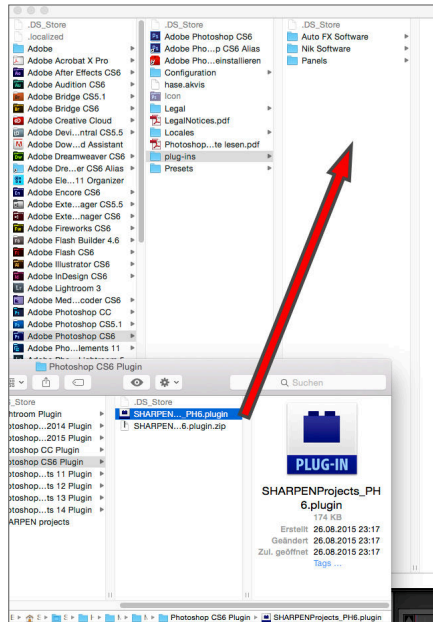 .DS_Store
.localized
Adobe
Adobe Acrobat X Pro
Adobe After Effects CS6
Adobe Audition CS6
Adobe Bridge CS5.1
Adobe Bridge CS6
Adobe Creative Cloud
Adobe Devi...ntral CS5.5
Adobe Dow...d Assistant
Adobe Dreamweaver CS6
Adobe Dre...er CS6 Alias
Adobe Ele...11 Organizer
Adobe Encore CS6
Adobe Exte...ager CS5.5
Adobe Exte...nager CS6
Adobe Fireworks CS6
Adobe Flash Builder 4.6
Adobe Flash CS6
Adobe Illustrator CS6
Adobe InDesign CS6
Adobe Lightroom 3
Adobe Med...coder CS6
Adobe Photoshop CC
Adobe Photoshop CS5.1
Adobe Photoshop CS6
Adobe Pho...lements 11
.DS_Store
Adobe Photoshop CS6
Adobe Pho...p CS6 Alias
Adobe Pho...einstallieren
Configuration
hase.akvis
Icon
Legal
LegalNotices.pdf
Locales
Photoshop...te lesen.pdf
plug-ins
Presets
.DS_Store
Auto FX Software
Nik Software
Panels
Photoshop CS6 Plugin
Suchen
S_Store
htroom Plugin
otoshop...2014 Plugin
otoshop...2015 Plugin
otoshop CC Plugin
otoshop CS6 Plugin
otoshop...ts 11 Plugin
otoshop...ts 12 Plugin
otoshop...ts 13 Plugin
otoshop...ts 14 Plugin
ARPEN projects
.DS_Store
SHARPEN..._PH6.plugin
SHARPEN...6.plugin.zip
PLUG-IN
SHARPENProjects_PH
6.plugin
174 KB
Erstellt 26.08.2015 23:17
Geändert 26.08.2015 23:17
Zul. geöffnet 26.08.2015 23:17
Tags ...
Photoshop CS6 Plugin
SHARPENProjects_PH6.plugin